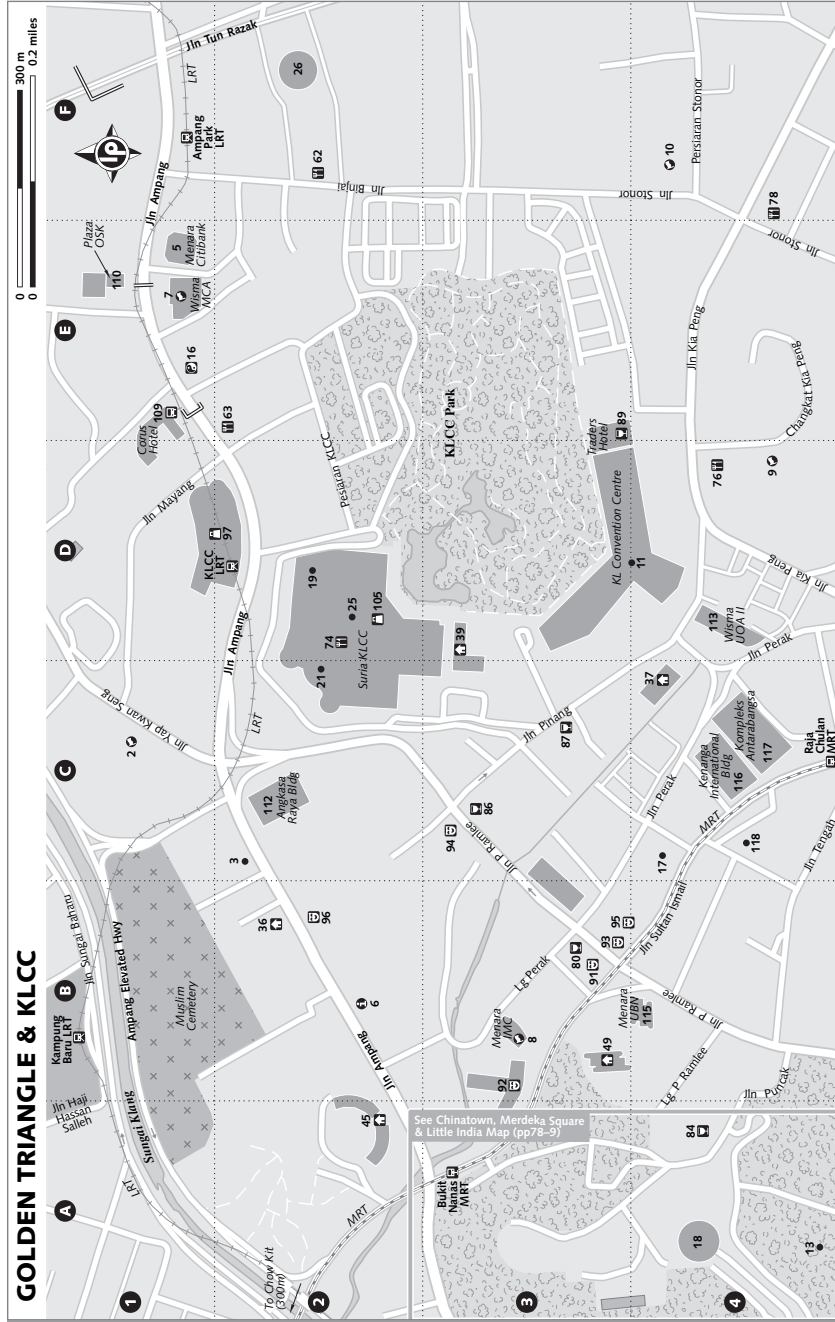 GOLDEN TRIANGLE & KLCC
0 300 m
0 0.2 miles
A
B
C
D
E
F
1
2
3
4
lp
Jln Haji
Hassan
Salleh
Kampung
Baru LRT
Jln Sungai Baharu
Ampang Elevated Hwy
Sungai Klang
LRT
Muslim
Cemetery
To Chow Kit
(300m)
MRT
45
Jln Ampang
6
36
96
3
2
Jln Yap Kwan Seng
112
Angkasa
Raya Bldg
LRT
Jln Ampang
KLCC
LRT
97
Jln Mayang
Corus
Hotel
109
63
16
Plaza
OSK
110
7
Wisma
MCA
5
Menara
Citibank
Jln Ampang
Ampang
Park
LRT
LRT
Jln Tun Razak
26
62
Jln Binjai
19
25
74
105
21
Suria KLCC
Pesiaran KLCC
39
KLCC Park
Traders
Hotel
89
KL Convention Centre
11
Jln Pinang
87
86
94
Jln P Ramlee
Lg Perak
80
91
93
95
Menara
IMC
8
92
Bukit
Nanas
MRT
See Chinatown, Merdeka Square
& Little India Map (pp78–9)
84
18
13
49
Menara
UBN
115
Jln P Ramlee
Lg P Ramlee
Jln Puncak
Jln Sultan Ismail
17
118
MRT
Jln Perak
37
Kenanga
International
Bldg
116
Kompleks
Antarabangsa
117
Raja
Chulan
MRT
Jln Tengah
Jln Perak
113
Wisma
UOA II
Jln Kia Peng
76
9
Changkat Kia Peng
Jln Kia Peng
Jln Stonor
10
Persiaran Stonor
78
Jln Stonor